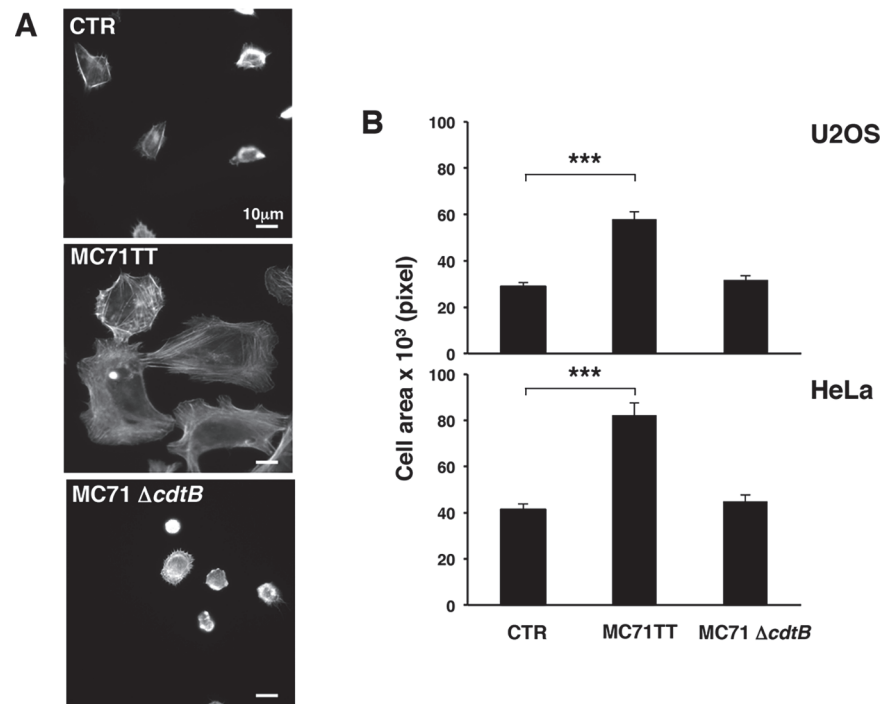 A
CTR
10μm
MC71TT
MC71 ΔcdtB
B
U2OS
100
80
60
40
20
0
***
HeLa
100
80
60
40
20
0
***
Cell area x 10³ (pixel)
CTR MC71TT MC71 ΔcdtB